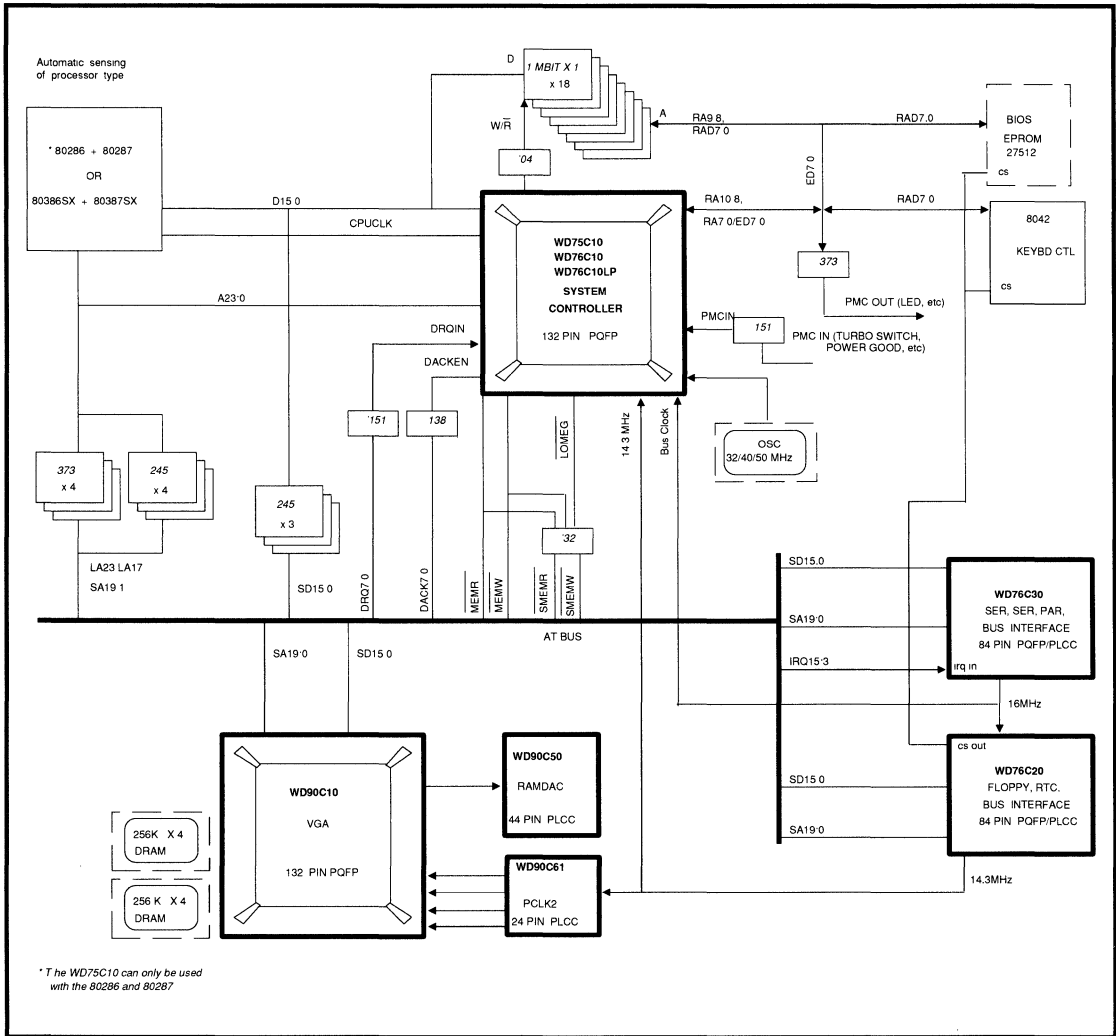 Automatic sensing
of processor type
* 80286 + 80287
OR
80386SX + 80387SX
D
1 MBIT X 1
x 18
W/R
'04
A
RA9 8,
RAD7 0
RAD7.0
ED7 0
BIOS
EPROM
27512
cs
D15 0
CPUCLK
A23·0
WD75C10
WD76C10
WD76C10LP
SYSTEM
CONTROLLER
132 PIN PQFP
RA10 8,
RA7 0/ED7 0
RAD7 0
8042
KEYBD CTL
cs
373
PMC OUT (LED, etc)
PMCIN
151
PMC IN (TURBO SWITCH,
POWER GOOD, etc)
DRQIN
DACKEN
'151
138
LOMEG
14 3 MHz
Bus Clock
OSC
32/40/50 MHz
373
x 4
245
x 4
245
x 3
'32
LA23 LA17
SA19 1
SD15 0
DRQ7 0
DACK7 0
MEMR
MEMW
SMEMR
SMEMW
AT BUS
SD15.0
SA19·0
IRQ15·3
WD76C30
SER, SER, PAR,
BUS INTERFACE
84 PIN PQFP/PLCC
irq in
16MHz
SA19·0
SD15 0
cs out
WD76C20
FLOPPY, RTC.
BUS INTERFACE
84 PIN PQFP/PLCC
SD15 0
SA19·0
14.3MHz
WD90C10
VGA
132 PIN PQFP
WD90C50
RAMDAC
44 PIN PLCC
WD90C61
PCLK2
24 PIN PLCC
256K X 4
DRAM
256 K X 4
DRAM
* T he WD75C10 can only be used
with the 80286 and 80287